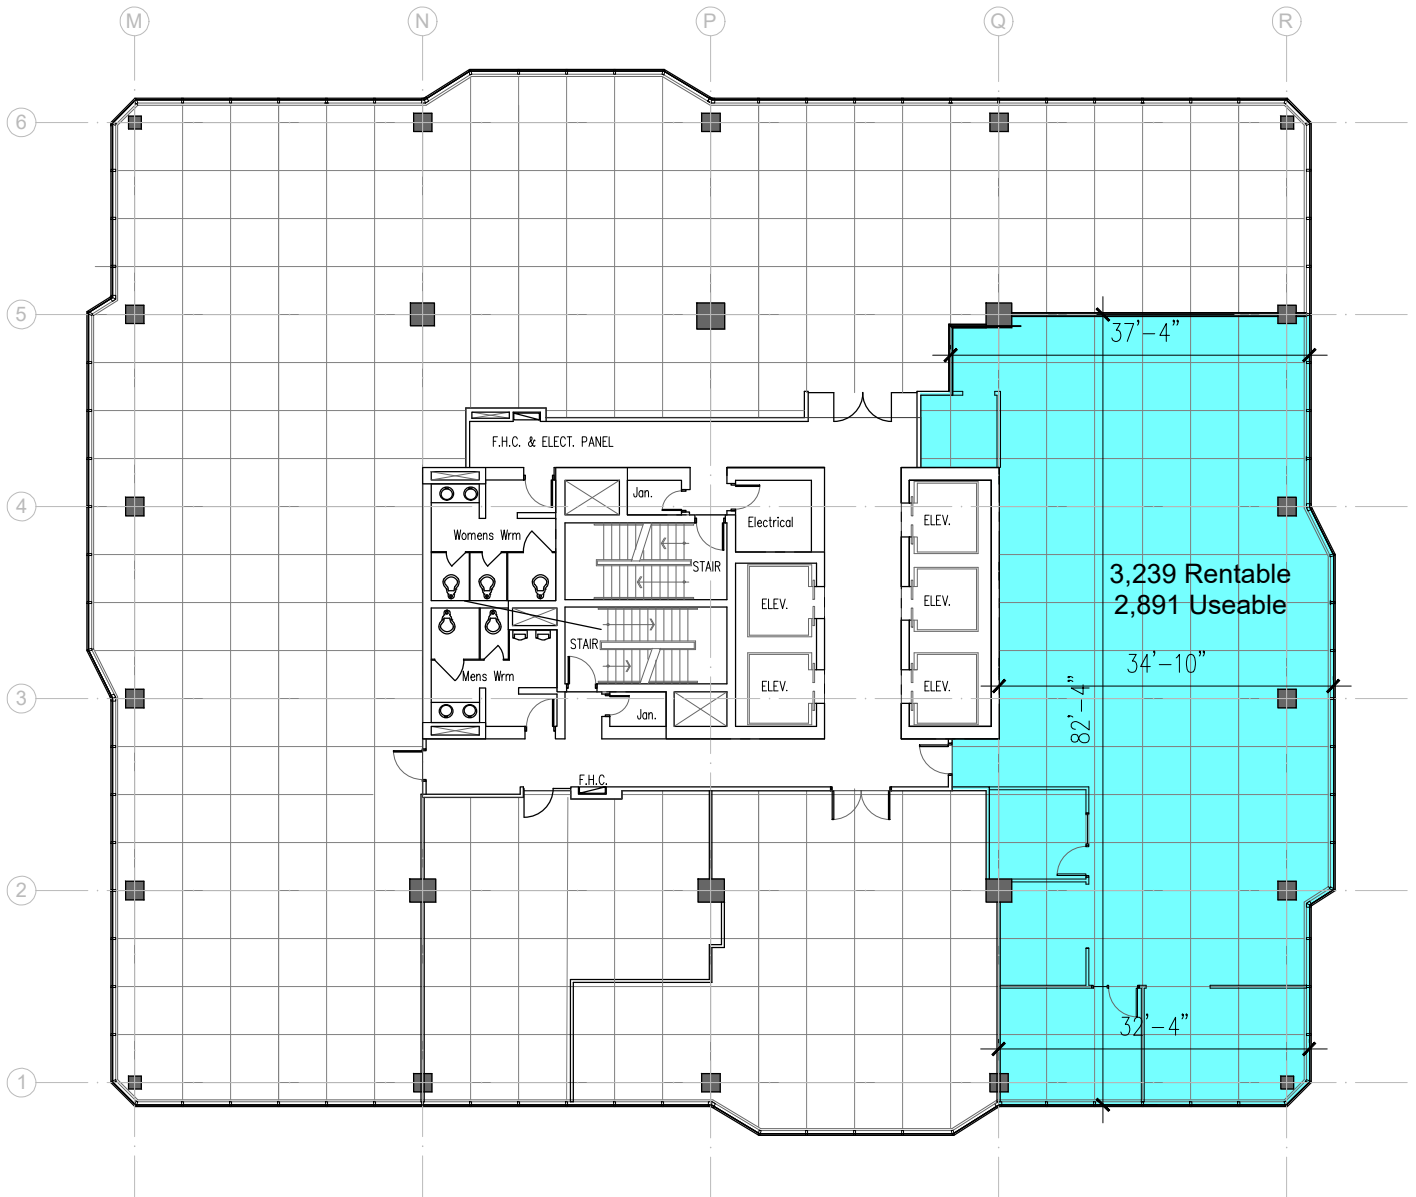 M
N
P
Q
R
6
5
37'-4"
F.H.C. & ELECT. PANEL
4
Jan.
Electrical
ELEV.
Womens Wrm
STAIR
3,239 Rentable
2,891 Useable
ELEV.
ELEV.
STAIR
34'-10"
Mens Wrm
ELEV.
ELEV.
3
82'-4"
Jan.
F.H.C.
2
32'-4"
1